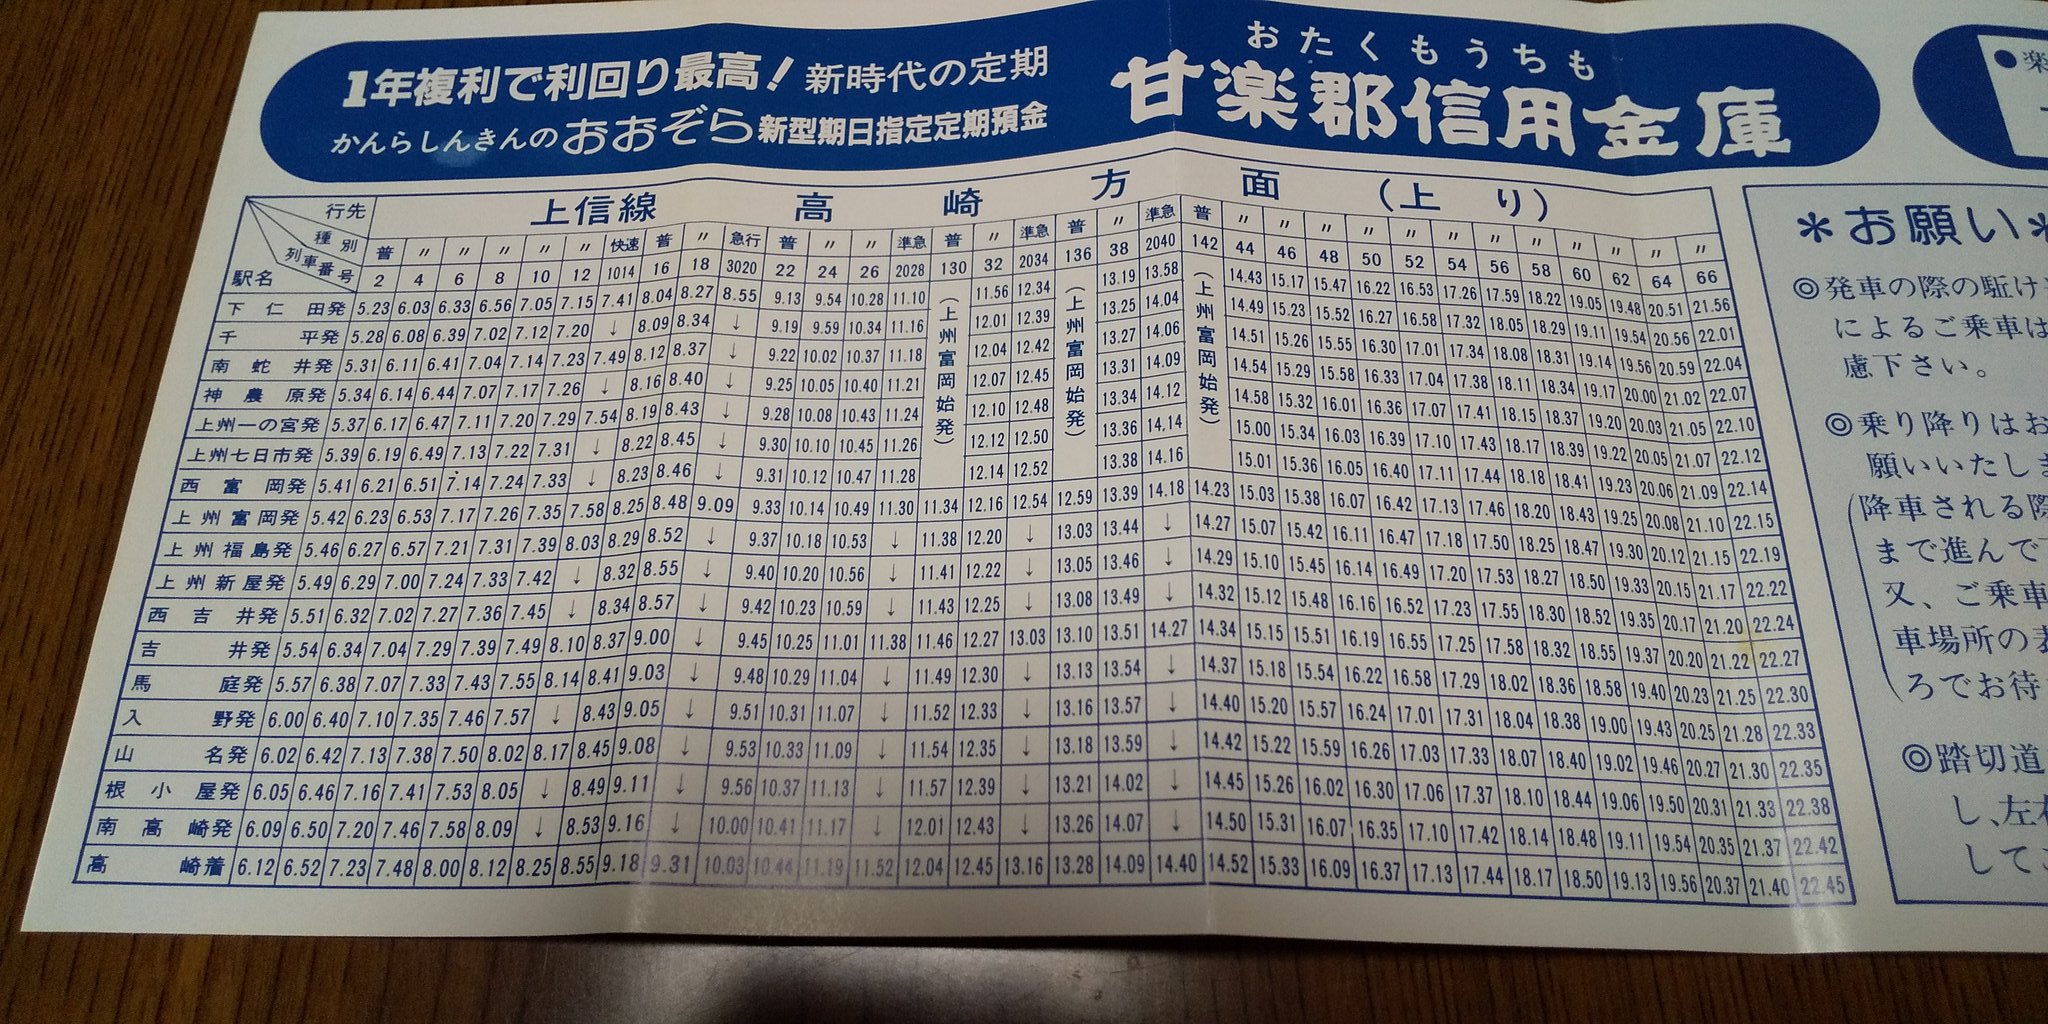 1年複利で利回り最高！新時代の定期
かんらしんきんのおおぞら新型期日指定定期預金
おたくもうちも
甘楽郡信用金庫
●楽
上信線 高崎方面（上り）
行先
種別 普 〃 〃 〃 〃 〃 快速 普 〃 急行 普 〃 〃 準急 普 〃 準急 普 〃 準急 普 〃 〃 〃 〃 〃 〃 〃 〃 〃 〃 〃 〃
列車番号 2 4 6 8 10 12 1014 16 18 3020 22 24 26 2028 130 32 2034 136 38 2040 142 44 46 48 50 52 54 56 58 60 62 64 66
駅名
下仁田発 5.23 6.03 6.33 6.56 7.05 7.15 7.41 8.04 8.27 8.55 9.13 9.54 10.28 11.10 （上州富岡始発） 11.56 12.34 （上州富岡始発） 13.19 13.58 （上州富岡始発） 14.43 15.17 15.47 16.22 16.53 17.26 17.59 18.22 19.05 19.48 20.51 21.56
千平発 5.28 6.08 6.39 7.02 7.12 7.20 ↓ 8.09 8.34 ↓ 9.19 9.59 10.34 11.16 12.01 12.39 13.25 14.04 14.49 15.23 15.52 16.27 16.58 17.32 18.05 18.29 19.11 19.54 20.56 22.01
南蛇井発 5.31 6.11 6.41 7.04 7.14 7.23 7.49 8.12 8.37 ↓ 9.22 10.02 10.37 11.18 12.04 12.42 13.27 14.06 14.51 15.26 15.55 16.30 17.01 17.34 18.08 18.31 19.14 19.56 20.59 22.04
神農原発 5.34 6.14 6.44 7.07 7.17 7.26 ↓ 8.16 8.40 ↓ 9.25 10.05 10.40 11.21 12.07 12.45 13.31 14.09 14.54 15.29 15.58 16.33 17.04 17.38 18.11 18.34 19.17 20.00 21.02 22.07
上州一の宮発 5.37 6.17 6.47 7.11 7.20 7.29 7.54 8.19 8.43 ↓ 9.28 10.08 10.43 11.24 12.10 12.48 13.34 14.12 14.58 15.32 16.01 16.36 17.07 17.41 18.15 18.37 19.20 20.03 21.05 22.10
上州七日市発 5.39 6.19 6.49 7.13 7.22 7.31 ↓ 8.22 8.45 ↓ 9.30 10.10 10.45 11.26 12.12 12.50 13.36 14.14 15.00 15.34 16.03 16.39 17.10 17.43 18.17 18.39 19.22 20.05 21.07 22.12
西富岡発 5.41 6.21 6.51 7.14 7.24 7.33 ↓ 8.23 8.46 ↓ 9.31 10.12 10.47 11.28 12.14 12.52 13.38 14.16 15.01 15.36 16.05 16.40 17.11 17.44 18.18 18.41 19.23 20.06 21.09 22.14
上州富岡発 5.42 6.23 6.53 7.17 7.26 7.35 7.58 8.25 8.48 9.09 9.33 10.14 10.49 11.30 11.34 12.16 12.54 12.59 13.39 14.18 14.23 15.03 15.38 16.07 16.42 17.13 17.46 18.20 18.43 19.25 20.08 21.10 22.15
上州福島発 5.46 6.27 6.57 7.21 7.31 7.39 8.03 8.29 8.52 ↓ 9.37 10.18 10.53 ↓ 11.38 12.20 ↓ 13.03 13.44 ↓ 14.27 15.07 15.42 16.11 16.47 17.18 17.50 18.25 18.47 19.30 20.12 21.15 22.19
上州新屋発 5.49 6.29 7.00 7.24 7.33 7.42 ↓ 8.32 8.55 ↓ 9.40 10.20 10.56 ↓ 11.41 12.22 ↓ 13.05 13.46 ↓ 14.29 15.10 15.45 16.14 16.49 17.20 17.53 18.27 18.50 19.33 20.15 21.17 22.22
西吉井発 5.51 6.32 7.02 7.27 7.36 7.45 ↓ 8.34 8.57 ↓ 9.42 10.23 10.59 ↓ 11.43 12.25 ↓ 13.08 13.49 ↓ 14.32 15.12 15.48 16.16 16.52 17.23 17.55 18.30 18.52 19.35 20.17 21.20 22.24
吉井発 5.54 6.34 7.04 7.29 7.39 7.49 8.10 8.37 9.00 ↓ 9.45 10.25 11.01 11.38 11.46 12.27 13.03 13.10 13.51 14.27 14.34 15.15 15.51 16.19 16.55 17.25 17.58 18.32 18.55 19.37 20.20 21.22 22.27
馬庭発 5.57 6.38 7.07 7.33 7.43 7.55 8.14 8.41 9.03 ↓ 9.48 10.29 11.04 ↓ 11.49 12.30 ↓ 13.13 13.54 ↓ 14.37 15.18 15.54 16.22 16.58 17.29 18.02 18.36 18.58 19.40 20.23 21.25 22.30
入野発 6.00 6.40 7.10 7.35 7.46 7.57 ↓ 8.43 9.05 ↓ 9.51 10.31 11.07 ↓ 11.52 12.33 ↓ 13.16 13.57 ↓ 14.40 15.20 15.57 16.24 17.01 17.31 18.04 18.38 19.00 19.43 20.25 21.28 22.33
山名発 6.02 6.42 7.13 7.38 7.50 8.02 8.17 8.45 9.08 ↓ 9.53 10.33 11.09 ↓ 11.54 12.35 ↓ 13.18 13.59 ↓ 14.42 15.22 15.59 16.26 17.03 17.33 18.07 18.40 19.02 19.46 20.27 21.30 22.35
根小屋発 6.05 6.46 7.16 7.41 7.53 8.05 ↓ 8.49 9.11 ↓ 9.56 10.37 11.13 ↓ 11.57 12.39 ↓ 13.21 14.02 ↓ 14.45 15.26 16.02 16.30 17.06 17.37 18.10 18.44 19.06 19.50 20.31 21.33 22.38
南高崎発 6.09 6.50 7.20 7.46 7.58 8.09 ↓ 8.53 9.16 ↓ 10.00 10.41 11.17 ↓ 12.01 12.43 ↓ 13.26 14.07 ↓ 14.50 15.31 16.07 16.35 17.10 17.42 18.14 18.48 19.11 19.54 20.35 21.37 22.42
高崎着 6.12 6.52 7.23 7.48 8.00 8.12 8.25 8.55 9.18 9.31 10.03 10.44 11.19 11.52 12.04 12.45 13.16 13.28 14.09 14.40 14.52 15.33 16.09 16.37 17.13 17.44 18.17 18.50 19.13 19.56 20.37 21.40 22.45
＊お願い＊
◎発車の際の駈け
によるご乗車は
慮下さい。
◎乗り降りはお
願いいたしま
（降車される際
まで進んで
又、ご乗車
車場所の表
ろでお待
◎踏切道
し、左右
して